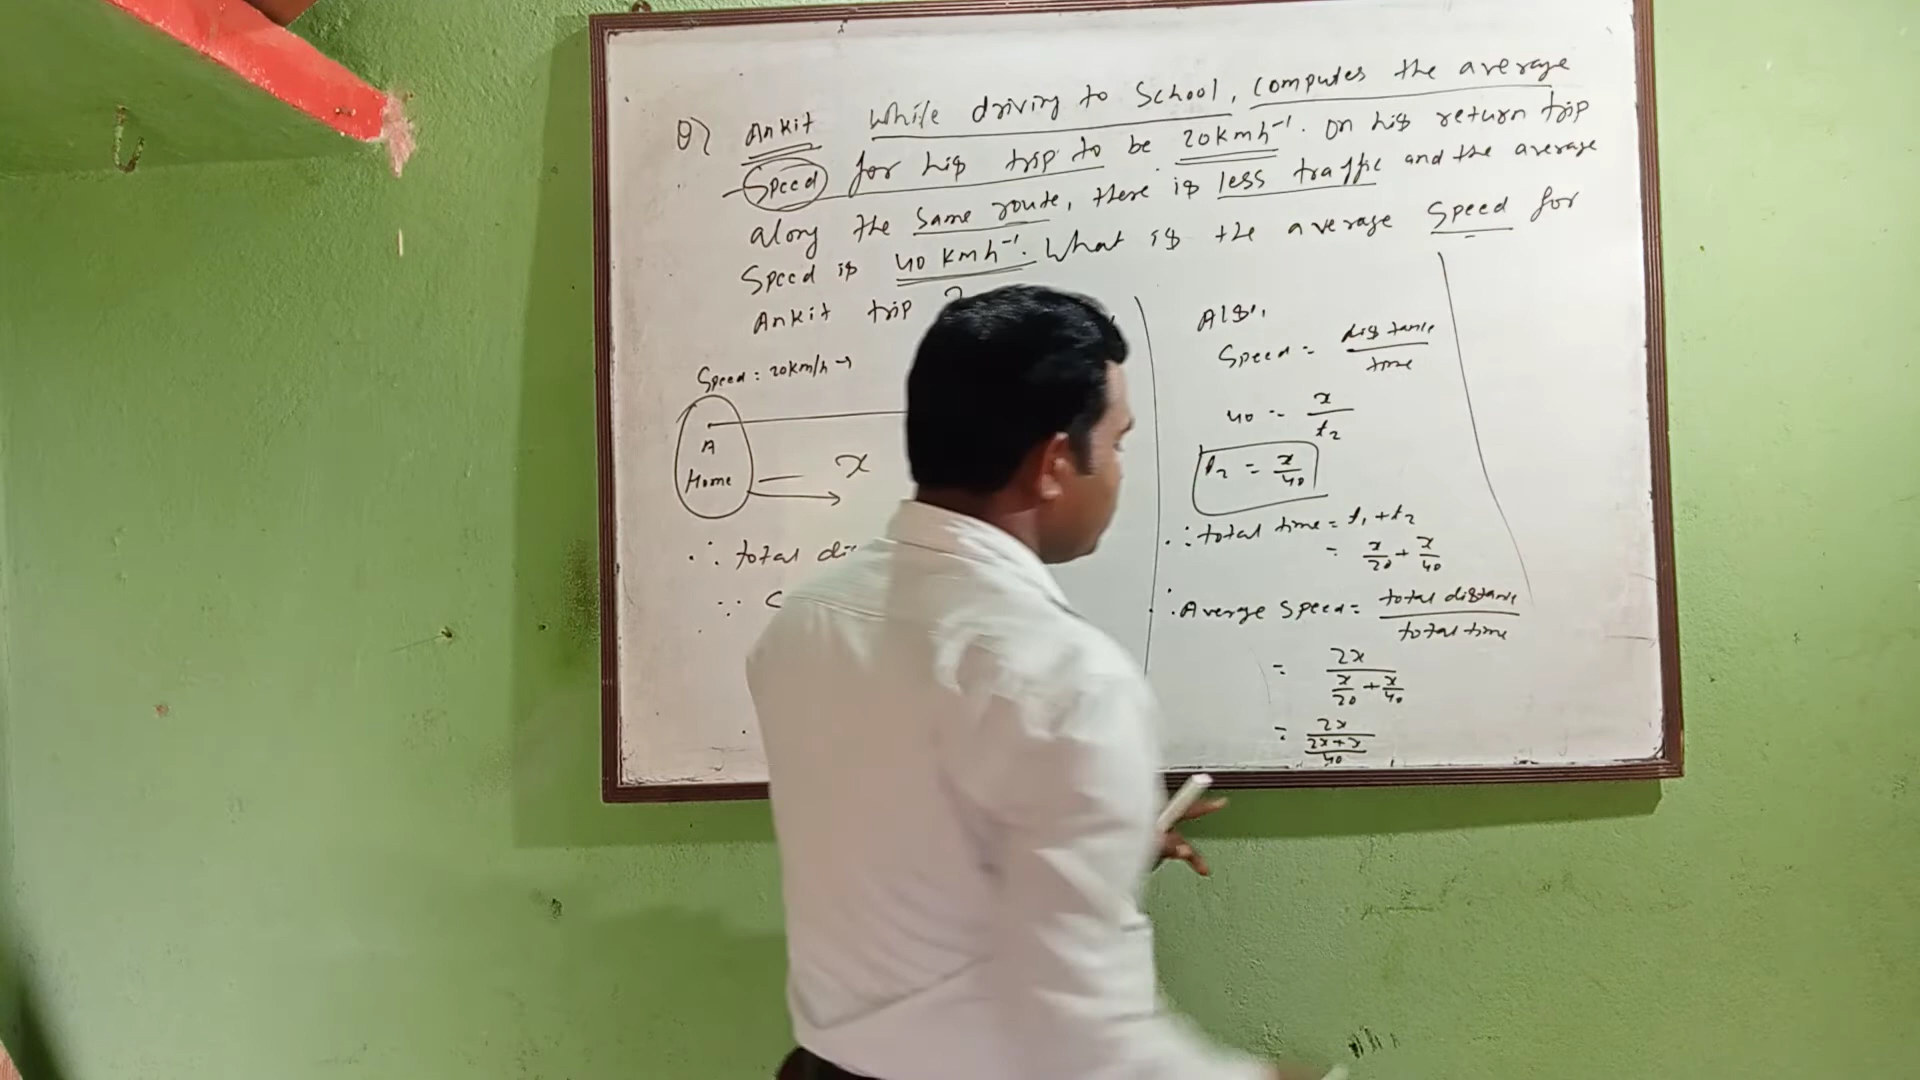 Q) Ankit while driving to School, computes the average
Speed for his trip to be 20kmh⁻¹. On his return trip
along the same route, there is less traffic and the average
Speed is 40 kmh⁻¹. What is the average Speed for
Ankit trip ?
Speed = 20km/h →
A
Home
x
∴ total
Also,
Speed = distance / time
40 = x / t₂
t₂ = x/40
∴ total time = t₁ + t₂
= x/20 + x/40
∴ Average Speed = total distance / total time
= 2x / (x/20 + x/40)
= 2x / ((2x+x)/40)